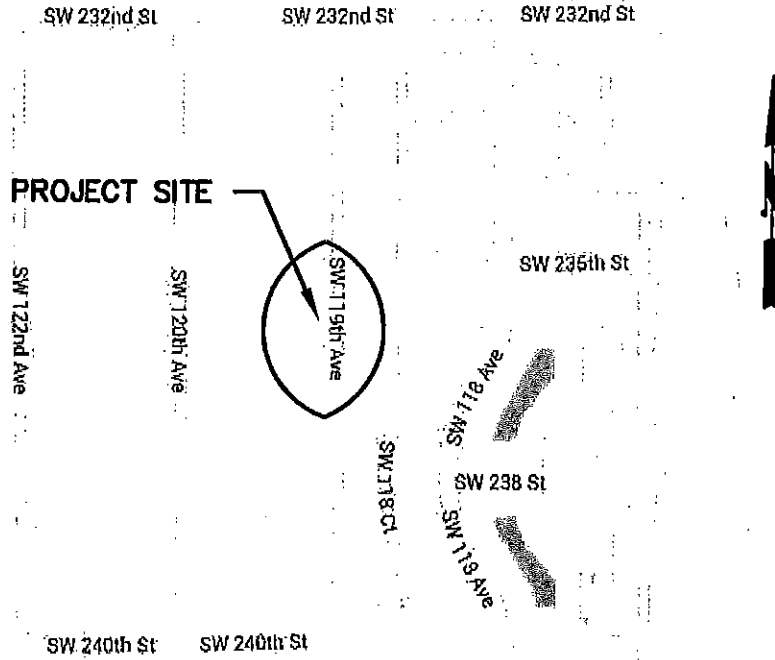 SW 232nd St
SW 232nd St
SW 232nd St
PROJECT SITE
SW 122nd Ave
SW 120th Ave
SW 119th Ave
SW 235th St
SW 118 Ave
SW 118 Ct
SW 238 St
SW 118 Ave
SW 240th St
SW 240th St